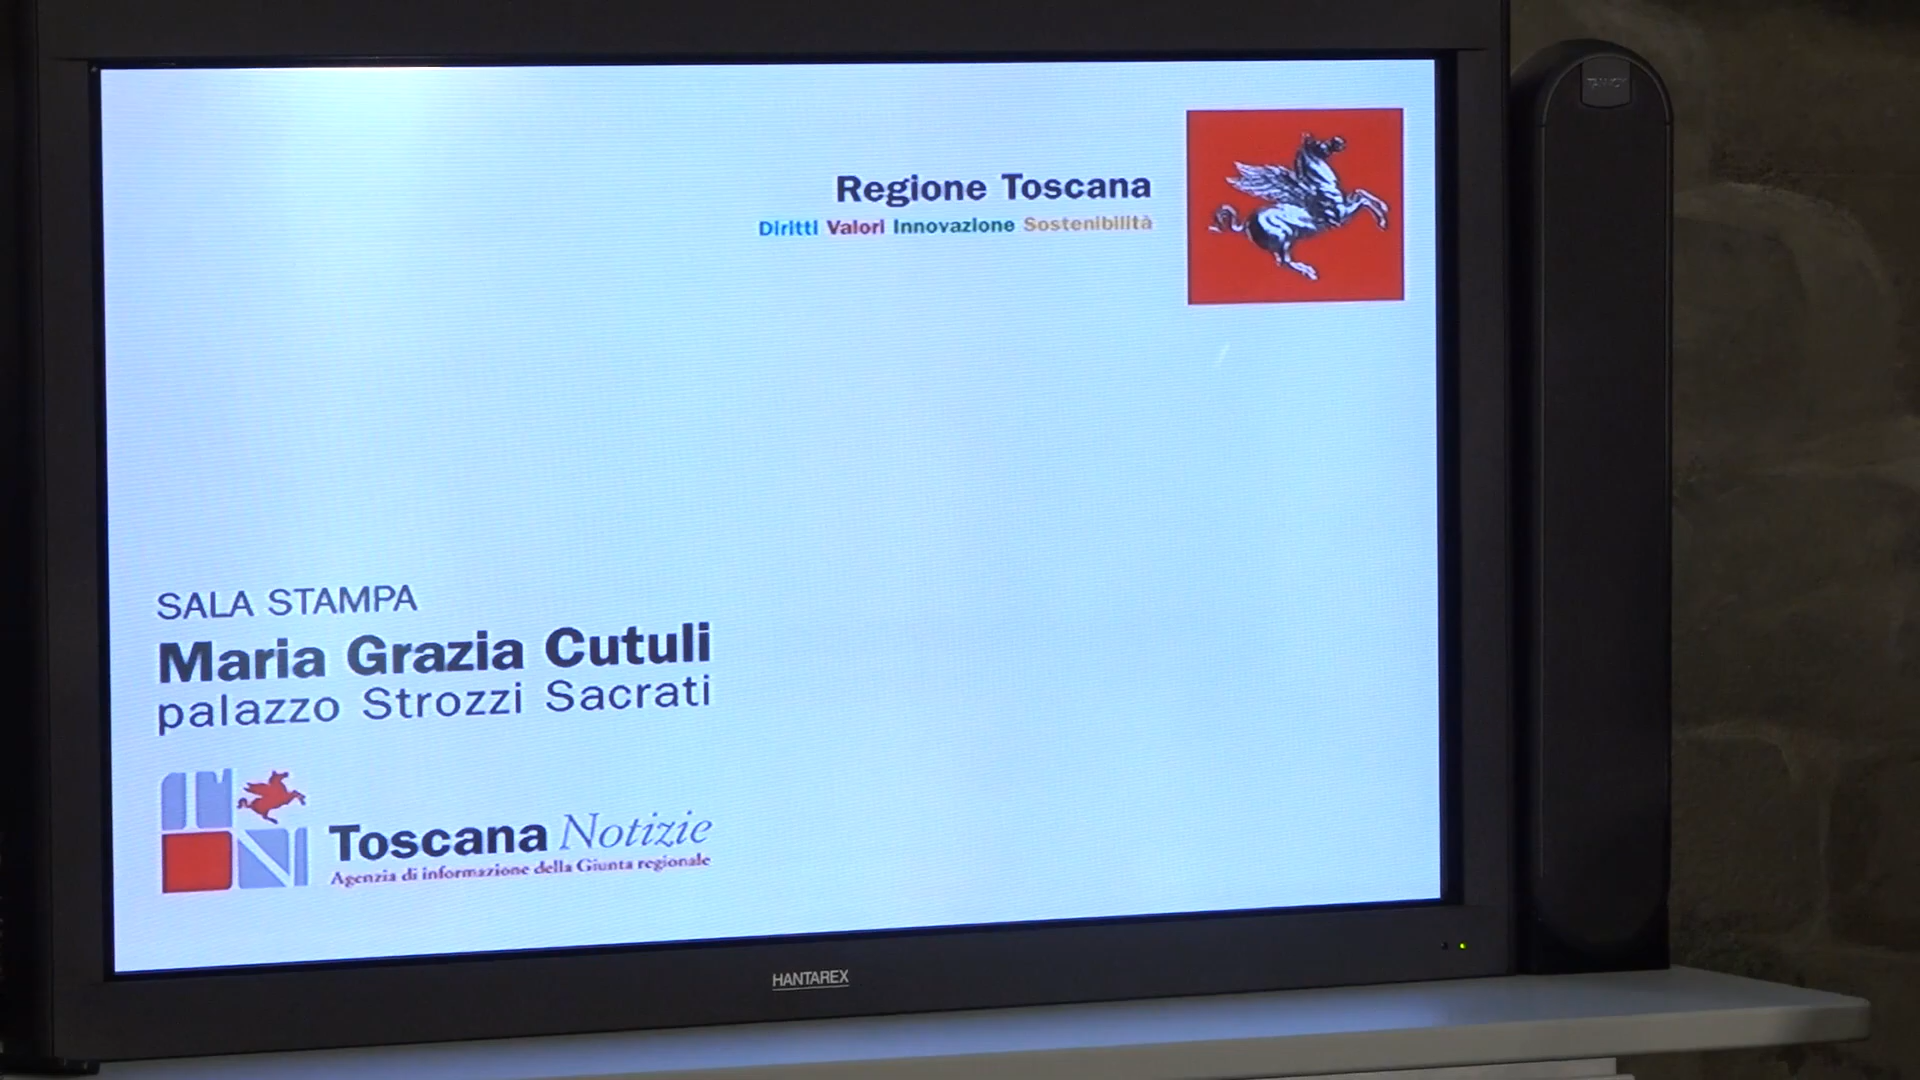 Regione Toscana
Diritti Valori Innovazione Sostenibilità
SALA STAMPA
Maria Grazia Cutuli
palazzo Strozzi Sacrati
Toscana Notizie
Agenzia di informazione della Giunta regionale
HANTAREX